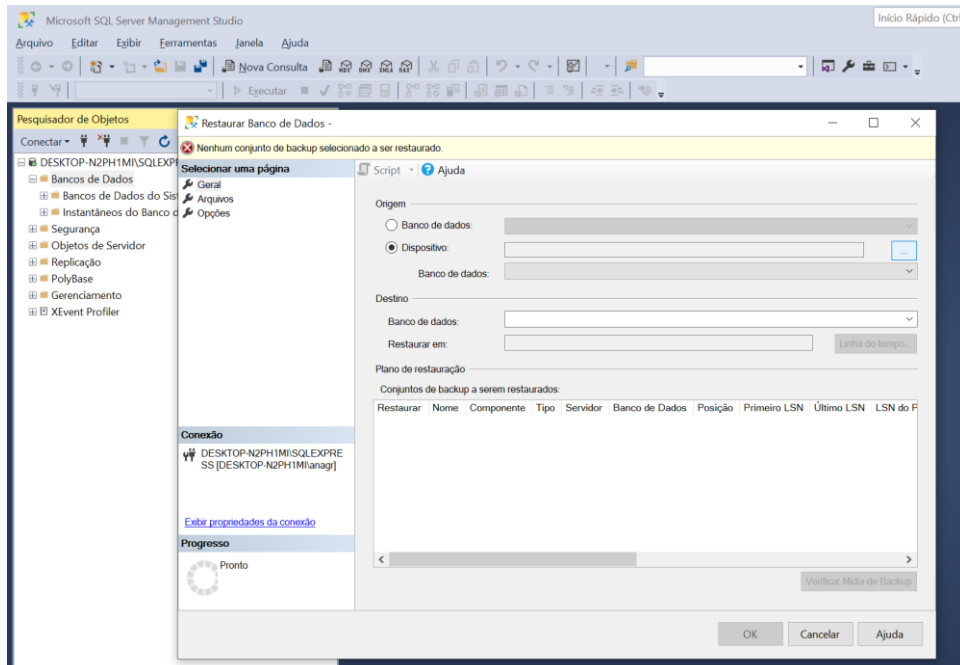 Microsoft SQL Server Management Studio
Início Rápido (Ctrl
Arquivo Editar Exibir Ferramentas Janela Ajuda
Nova Consulta MDX DMX XMLA DAX
Executar
Pesquisador de Objetos
Conectar
DESKTOP-N2PH1MI\SQLEXP
Bancos de Dados
Bancos de Dados do Sis
Instantâneos do Banco d
Segurança
Objetos de Servidor
Replicação
PolyBase
Gerenciamento
XEvent Profiler
Restaurar Banco de Dados -
Nenhum conjunto de backup selecionado a ser restaurado.
Selecionar uma página
Geral
Arquivos
Opções
Script Ajuda
Origem
Banco de dados:
Dispositivo:
...
Banco de dados:
Destino
Banco de dados:
Restaurar em:
Linha do tempo...
Plano de restauração
Conjuntos de backup a serem restaurados:
Restaurar Nome Componente Tipo Servidor Banco de Dados Posição Primeiro LSN Último LSN LSN do P
Conexão
DESKTOP-N2PH1MI\SQLEXPRE
SS [DESKTOP-N2PH1MI\anagr]
Exibir propriedades da conexão
Progresso
Pronto
Verificar Mídia de Backup
OK Cancelar Ajuda